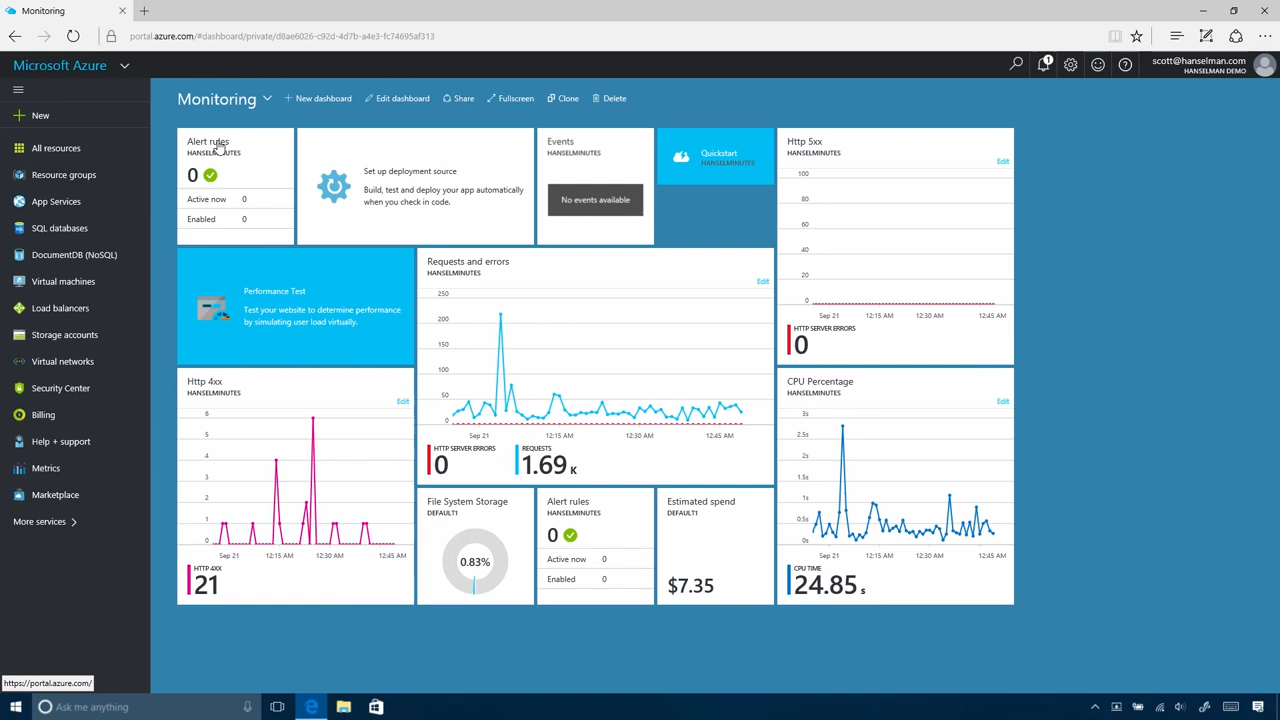 Monitoring
portal.azure.com/#dashboard/private/d8ae6026-c92d-4d7b-a4e3-fc74695af313
Microsoft Azure
1
scott@hanselman.com
HANSELMAN DEMO
New
All resources
Resource groups
App Services
SQL databases
DocumentDB (NoSQL)
Virtual machines
Load balancers
Storage accounts
Virtual networks
Security Center
Billing
Help + support
Metrics
Marketplace
More services
https://portal.azure.com/
Monitoring
New dashboard
Edit dashboard
Share
Fullscreen
Clone
Delete
Alert rules
HANSELMINUTES
0
Active now 0
Enabled 0
Set up deployment source
Build, test and deploy your app automatically
when you check in code.
Events
HANSELMINUTES
No events available
Quickstart
HANSELMINUTES
Http 5xx
HANSELMINUTES
Edit
100
80
60
40
20
0
Sep 21 12:15 AM 12:30 AM 12:45 AM
HTTP SERVER ERRORS
0
Performance Test
Test your website to determine performance
by simulating user load virtually.
Requests and errors
HANSELMINUTES
Edit
250
200
150
100
50
0
Sep 21 12:15 AM 12:30 AM 12:45 AM
HTTP SERVER ERRORS
0
REQUESTS
1.69 K
Http 4xx
HANSELMINUTES
Edit
6
5
4
3
2
1
0
Sep 21 12:15 AM 12:30 AM 12:45 AM
HTTP 4XX
21
CPU Percentage
HANSELMINUTES
Edit
3s
2.5s
2s
1.5s
1s
0.5s
0s
Sep 21 12:15 AM 12:30 AM 12:45 AM
CPU TIME
24.85 s
File System Storage
DEFAULT1
0.83%
Alert rules
HANSELMINUTES
0
Active now 0
Enabled 0
Estimated spend
DEFAULT1
$7.35
Ask me anything